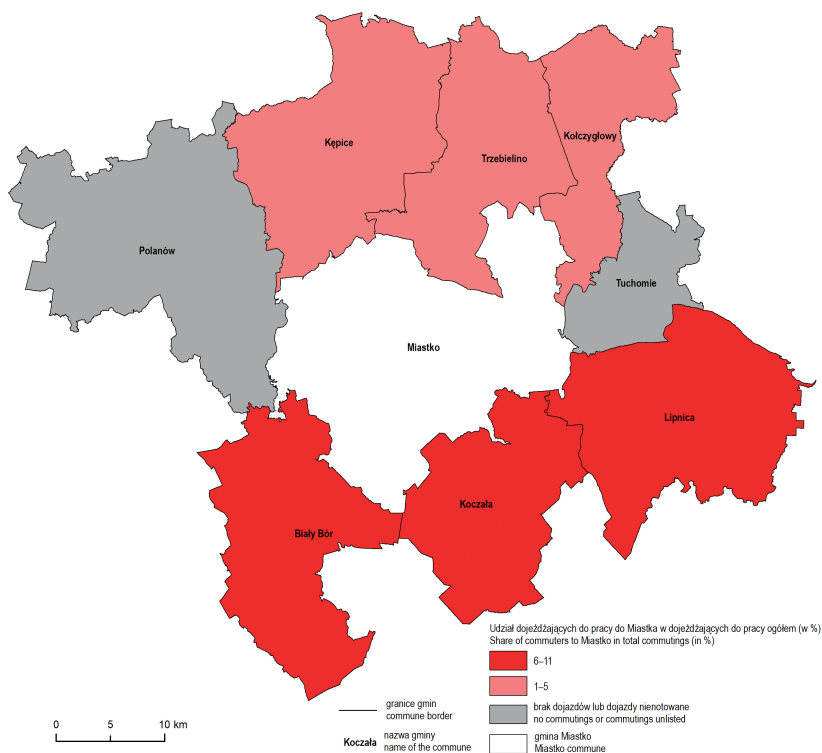 Kępice
Trzebielino
Kołczygłowy
Polanów
Tuchomie
Miastko
Lipnica
Koczała
Biały Bór
Udział dojeżdżających do pracy do Miastka w dojeżdżających do pracy ogółem (w %)
Share of commuters to Miastko in total commutings (in %)
6–11
1–5
brak dojazdów lub dojazdy nienotowane
no commutings or commutings unlisted
gmina Miastko
Miastko commune
granice gmin
commune border
Koczała
nazwa gminy
name of the commune
0 5 10 km